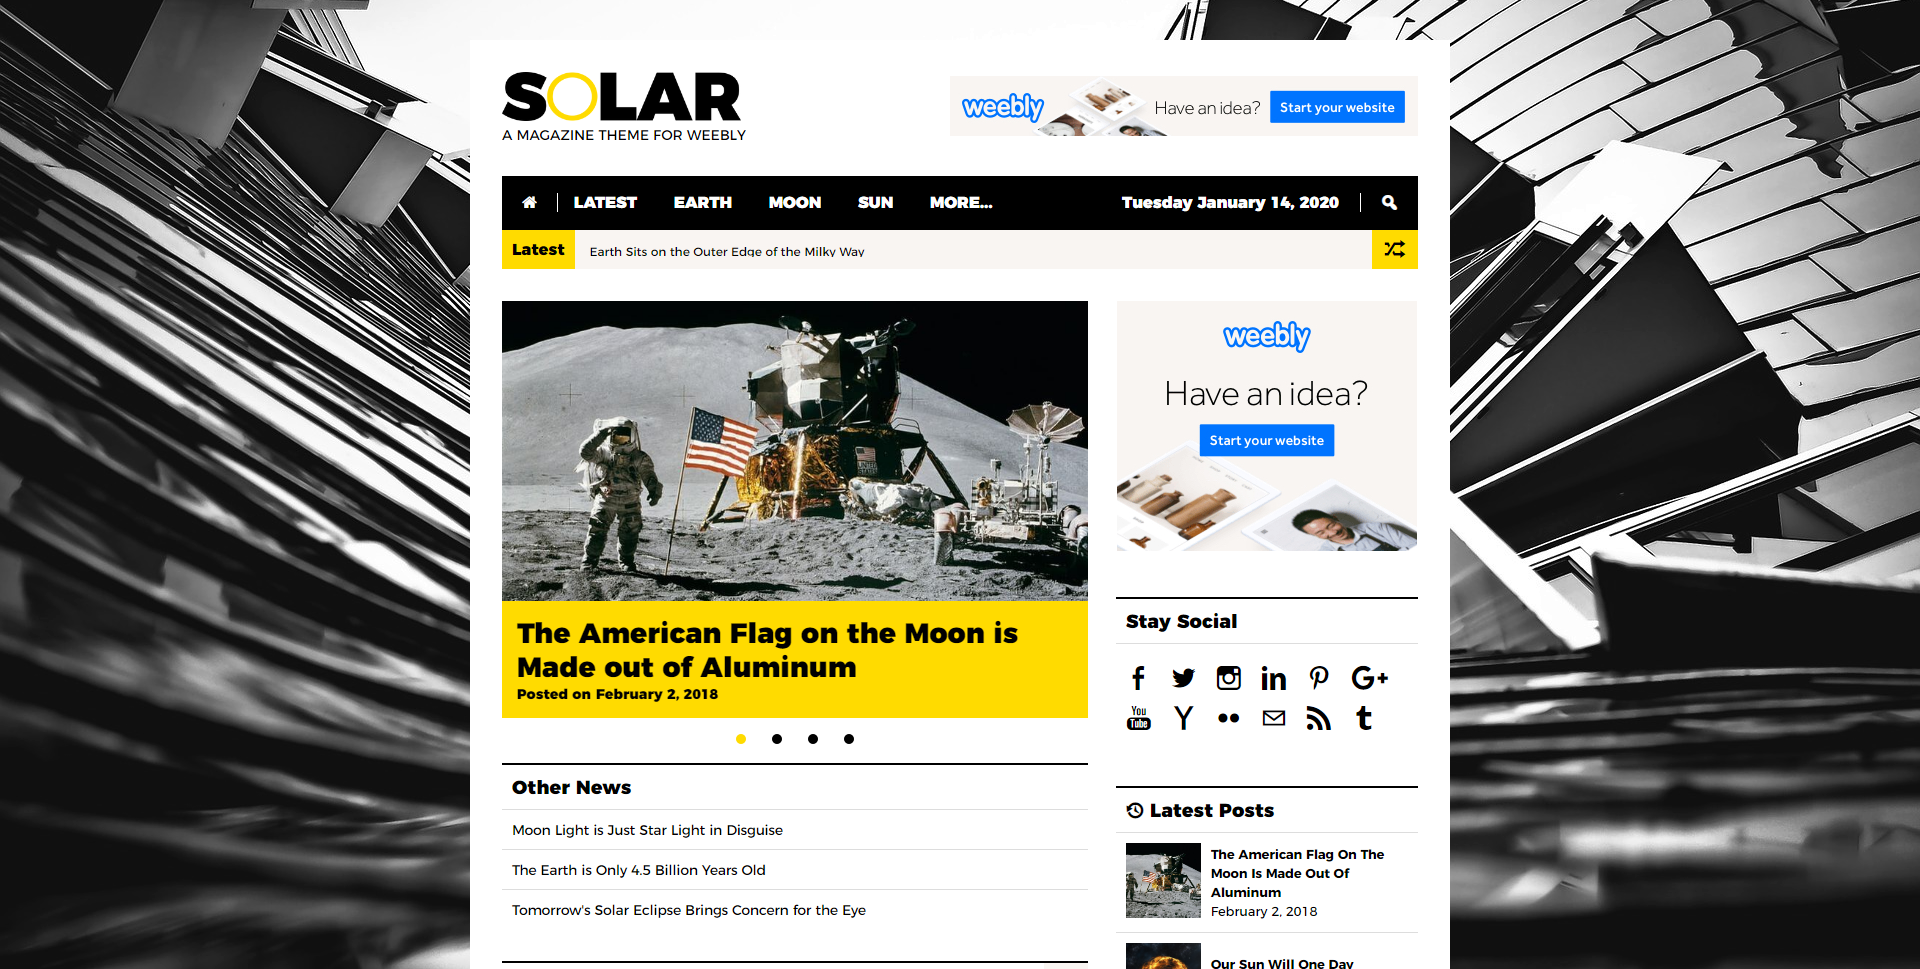 SOLAR
A MAGAZINE THEME FOR WEEBLY
weebly
Have an idea?
Start your website
LATEST
EARTH
MOON
SUN
MORE...
Tuesday January 14, 2020
Latest
Earth Sits on the Outer Edge of the Milky Way
UNITED STATES
The American Flag on the Moon is
Made out of Aluminum
Posted on February 2, 2018
Other News
Moon Light is Just Star Light in Disguise
The Earth is Only 4.5 Billion Years Old
Tomorrow's Solar Eclipse Brings Concern for the Eye
weebly
Have an idea?
Start your website
Stay Social
You
Tube
Latest Posts
The American Flag On The
Moon Is Made Out Of
Aluminum
February 2, 2018
Our Sun Will One Day